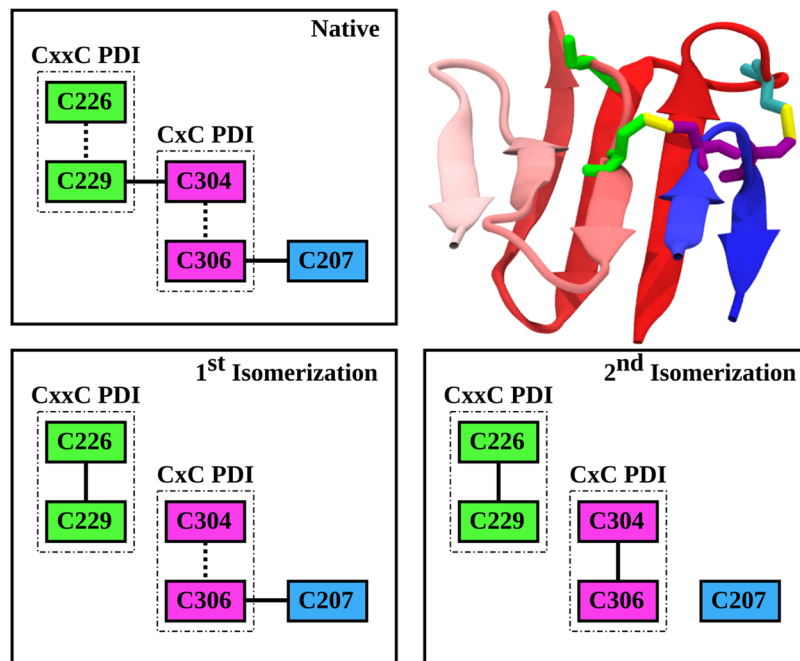 Native
CxxC PDI
C226
CxC PDI
C229
C304
C306
C207
1st Isomerization
CxxC PDI
C226
CxC PDI
C229
C304
C306
C207
2nd Isomerization
CxxC PDI
C226
CxC PDI
C229
C304
C306
C207